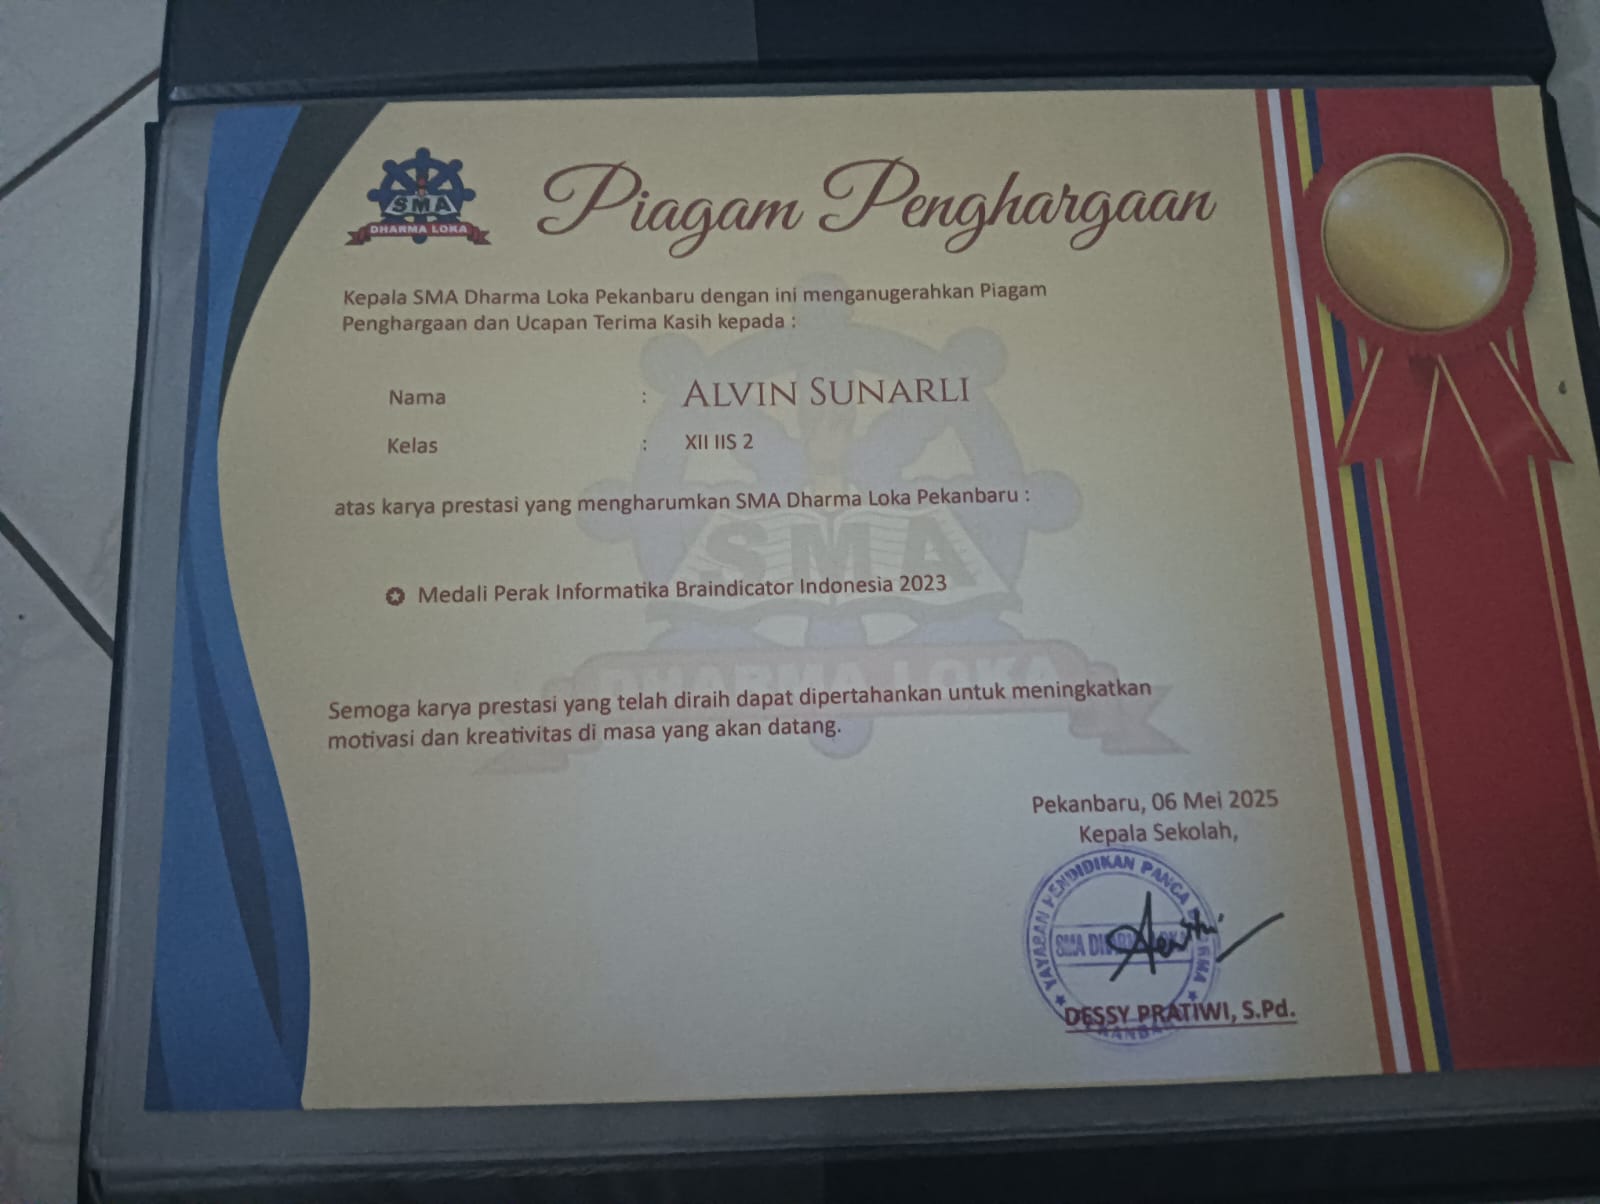 SMA
DHARMA LOKA
Piagam Penghargaan
Kepala SMA Dharma Loka Pekanbaru dengan ini menganugerahkan Piagam
Penghargaan dan Ucapan Terima Kasih kepada :
Nama : ALVIN SUNARLI
Kelas : XII IIS 2
atas karya prestasi yang mengharumkan SMA Dharma Loka Pekanbaru :
SMA
Medali Perak Informatika Braindicator Indonesia 2023
DHARMA LOKA
Semoga karya prestasi yang telah diraih dapat dipertahankan untuk meningkatkan
motivasi dan kreativitas di masa yang akan datang.
Pekanbaru, 06 Mei 2025
Kepala Sekolah,
YAYASAN PENDIDIKAN PANCA
SMA
DESSY PRATIWI, S.Pd.